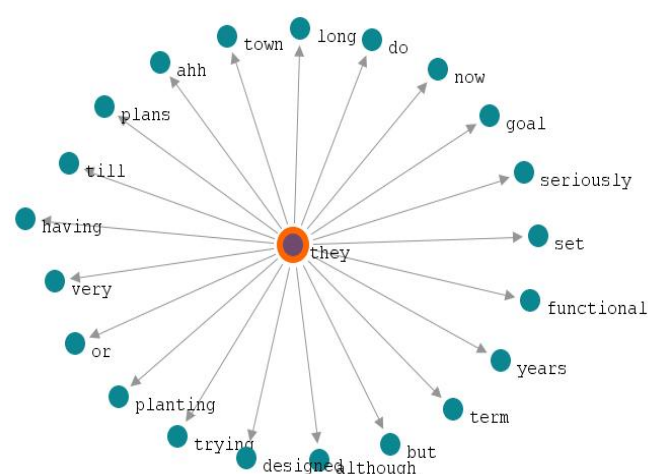 long
town
do
ahh
now
plans
goal
till
seriously
having
set
they
very
functional
or
years
planting
term
trying
but
designed
although